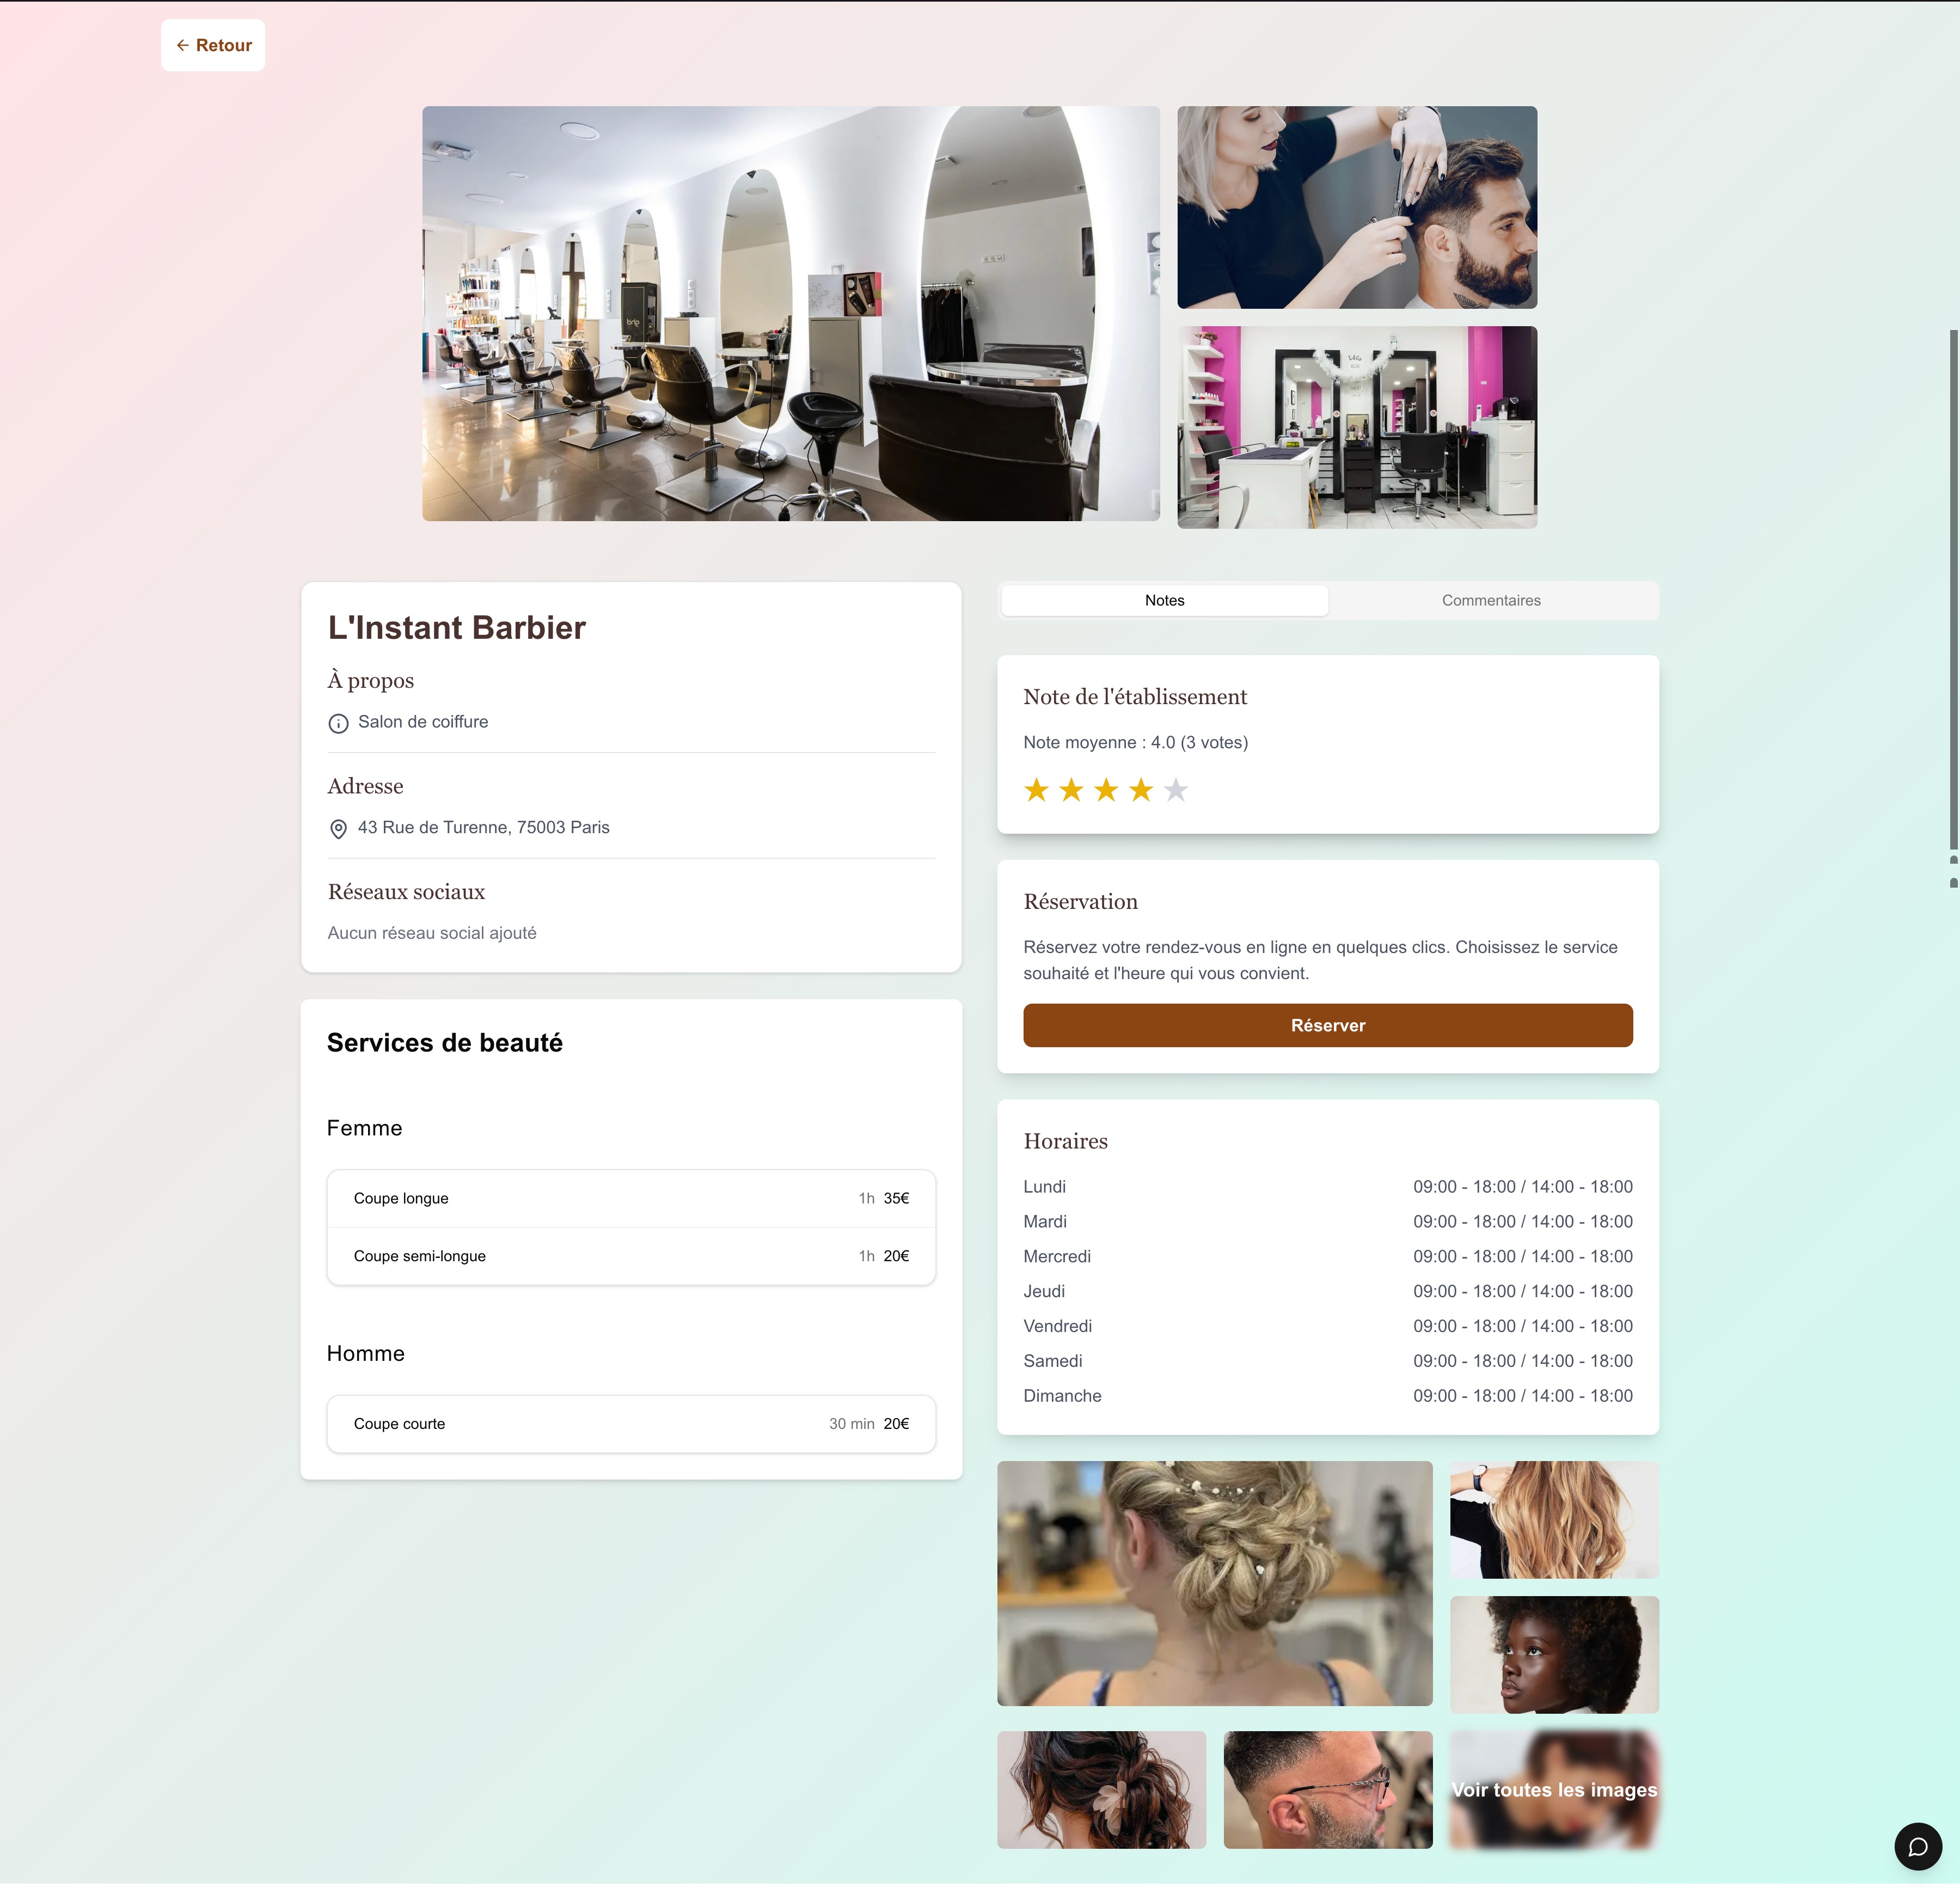 Retour
L'Instant Barbier
À propos
Salon de coiffure
Adresse
43 Rue de Turenne, 75003 Paris
Réseaux sociaux
Aucun réseau social ajouté
Services de beauté
Femme
Coupe longue 1h 35€
Coupe semi-longue 1h 20€
Homme
Coupe courte 30 min 20€
Notes Commentaires
Note de l'établissement
Note moyenne : 4.0 (3 votes)
Réservation
Réservez votre rendez-vous en ligne en quelques clics. Choisissez le service
souhaité et l'heure qui vous convient.
Réserver
Horaires
Lundi 09:00 - 18:00 / 14:00 - 18:00
Mardi 09:00 - 18:00 / 14:00 - 18:00
Mercredi 09:00 - 18:00 / 14:00 - 18:00
Jeudi 09:00 - 18:00 / 14:00 - 18:00
Vendredi 09:00 - 18:00 / 14:00 - 18:00
Samedi 09:00 - 18:00 / 14:00 - 18:00
Dimanche 09:00 - 18:00 / 14:00 - 18:00
Voir toutes les images